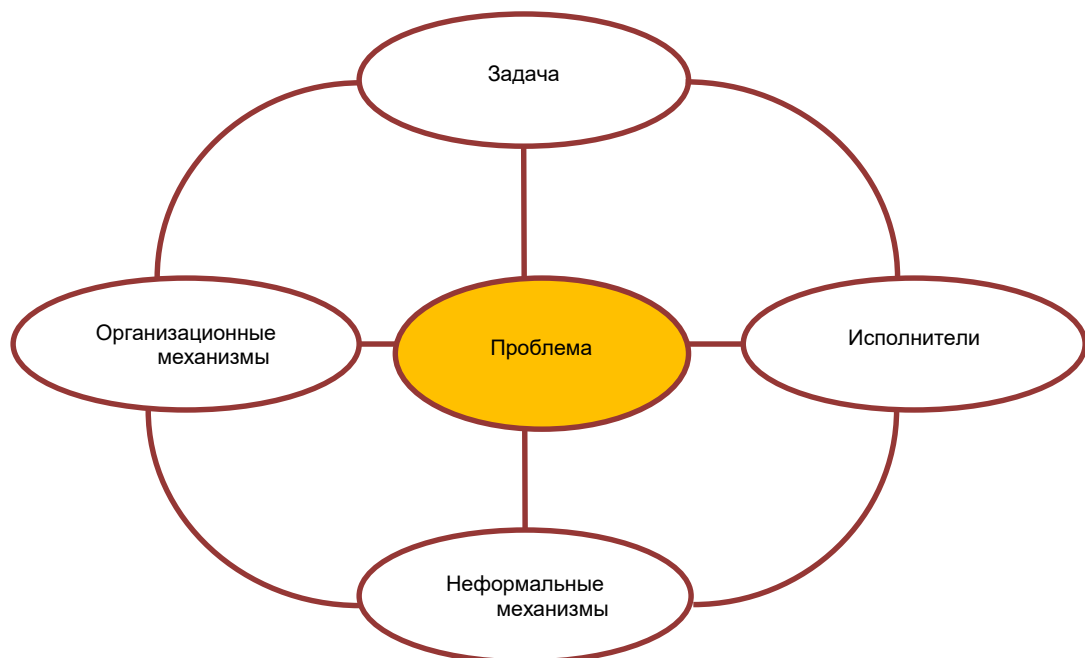 Задача
Организационные
механизмы
Проблема
Исполнители
Неформальные
механизмы